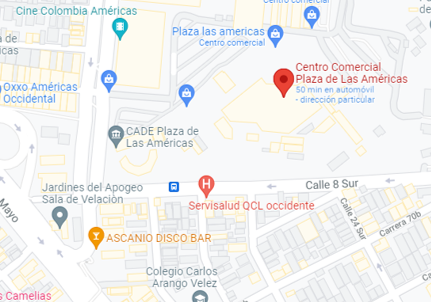 Cine Colombia Américas
Plaza las americas
Centro comercial
Centro comercial
Centro Comercial
Plaza de Las Américas
50 min en automóvil
- dirección particular
a de
ricas
Oxxo Américas
Occidental
CADE Plaza de
Las Américas
Calle 8 Sur
Jardines del Apogeo
Sala de Velación
Servisalud QCL occidente
Mayo
ASCANIO DISCO BAR
Calle 24 Sur
Carrera 70b
Colegio Carlos
Arango Velez
s Camelias